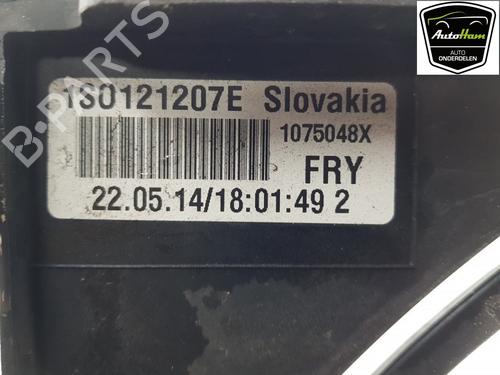 AutoHam
AUTO
ONDERDELEN
B-PARTS
1S0121207E Slovakia
1075048X
FRY
22.05.14/18:01:49 2